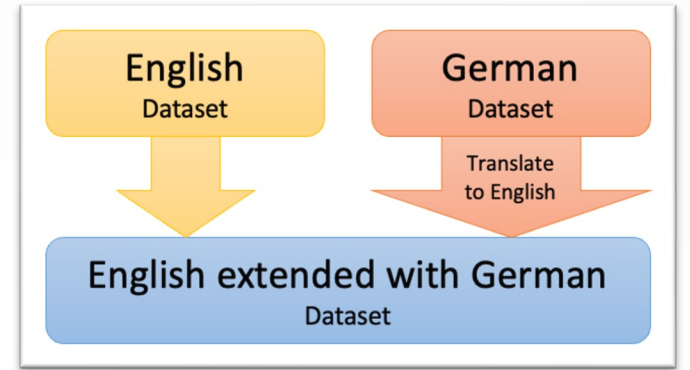 English
Dataset
German
Dataset
Translate
to English
English extended with German
Dataset